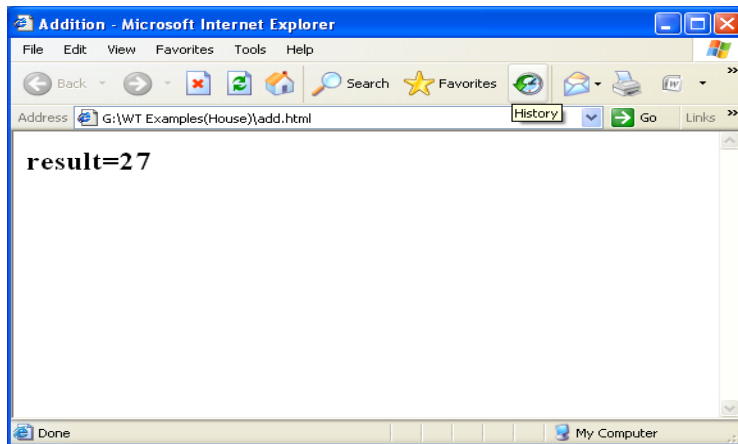 Addition - Microsoft Internet Explorer
File Edit View Favorites Tools Help
Back Search Favorites W
Address G:\WT Examples(House)\add.html Go Links
History
result=27
Done My Computer